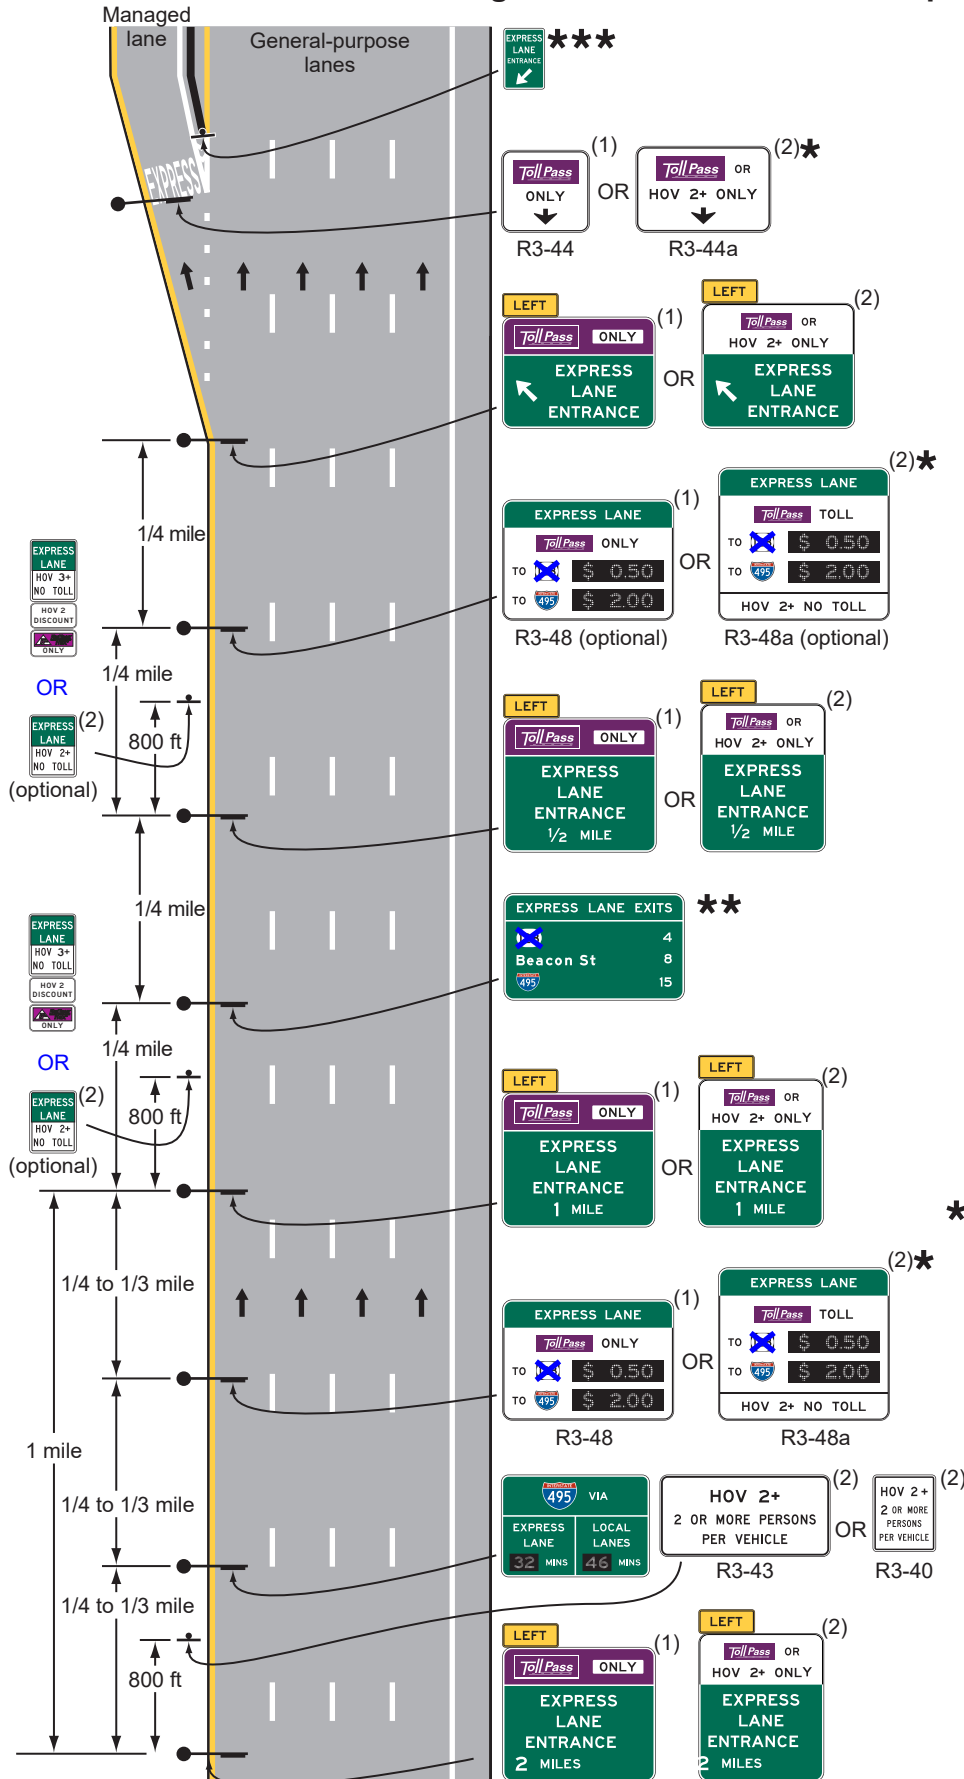 Managed
lane
General-purpose
lanes
EXPRESS
LANE
ENTRANCE
***
EXPRESS
Toll Pass
ONLY
(1)
OR
Toll Pass OR
HOV 2+ ONLY
(2)*
R3-44
R3-44a
LEFT
Toll Pass ONLY
EXPRESS
LANE
ENTRANCE
(1)
OR
LEFT
Toll Pass OR
HOV 2+ ONLY
EXPRESS
LANE
ENTRANCE
(2)
1/4 mile
EXPRESS LANE
Toll Pass ONLY
TO $ 0.50
TO 495 $ 2.00
(1)
R3-48 (optional)
OR
EXPRESS LANE
Toll Pass TOLL
TO $ 0.50
TO INTERSTATE 495 $ 2.00
HOV 2+ NO TOLL
(2)*
R3-48a (optional)
EXPRESS
LANE
HOV 3+
NO TOLL
HOV 2
DISCOUNT
ONLY
OR
EXPRESS
LANE
HOV 2+
NO TOLL
(2)
(optional)
1/4 mile
800 ft
LEFT
Toll Pass ONLY
EXPRESS
LANE
ENTRANCE
1/2 MILE
(1)
OR
LEFT
Toll Pass OR
HOV 2+ ONLY
EXPRESS
LANE
ENTRANCE
1/2 MILE
(2)
1/4 mile
EXPRESS LANE EXITS
4
Beacon St 8
495 15
**
EXPRESS
LANE
HOV 3+
NO TOLL
HOV 2
DISCOUNT
ONLY
OR
EXPRESS
LANE
HOV 2+
NO TOLL
(2)
(optional)
1/4 mile
800 ft
LEFT
Toll Pass ONLY
EXPRESS
LANE
ENTRANCE
1 MILE
(1)
OR
LEFT
Toll Pass OR
HOV 2+ ONLY
EXPRESS
LANE
ENTRANCE
1 MILE
(2)
*
1/4 to 1/3 mile
EXPRESS LANE
Toll Pass ONLY
TO $ 0.50
TO 495 $ 2.00
(1)
R3-48
OR
EXPRESS LANE
Toll Pass TOLL
TO $ 0.50
TO 495 $ 2.00
HOV 2+ NO TOLL
(2)*
R3-48a
1 mile
1/4 to 1/3 mile
INTERSTATE
495 VIA
EXPRESS
LANE
32 MINS
LOCAL
LANES
46 MINS
HOV 2+
2 OR MORE PERSONS
PER VEHICLE
(2)
R3-43
OR
HOV 2+
2 OR MORE
PERSONS
PER VEHICLE
(2)
R3-40
1/4 to 1/3 mile
800 ft
LEFT
Toll Pass ONLY
EXPRESS
LANE
ENTRANCE
2 MILES
(1)
LEFT
Toll Pass OR
HOV 2+ ONLY
EXPRESS
LANE
ENTRANCE
2 MILES
(2)